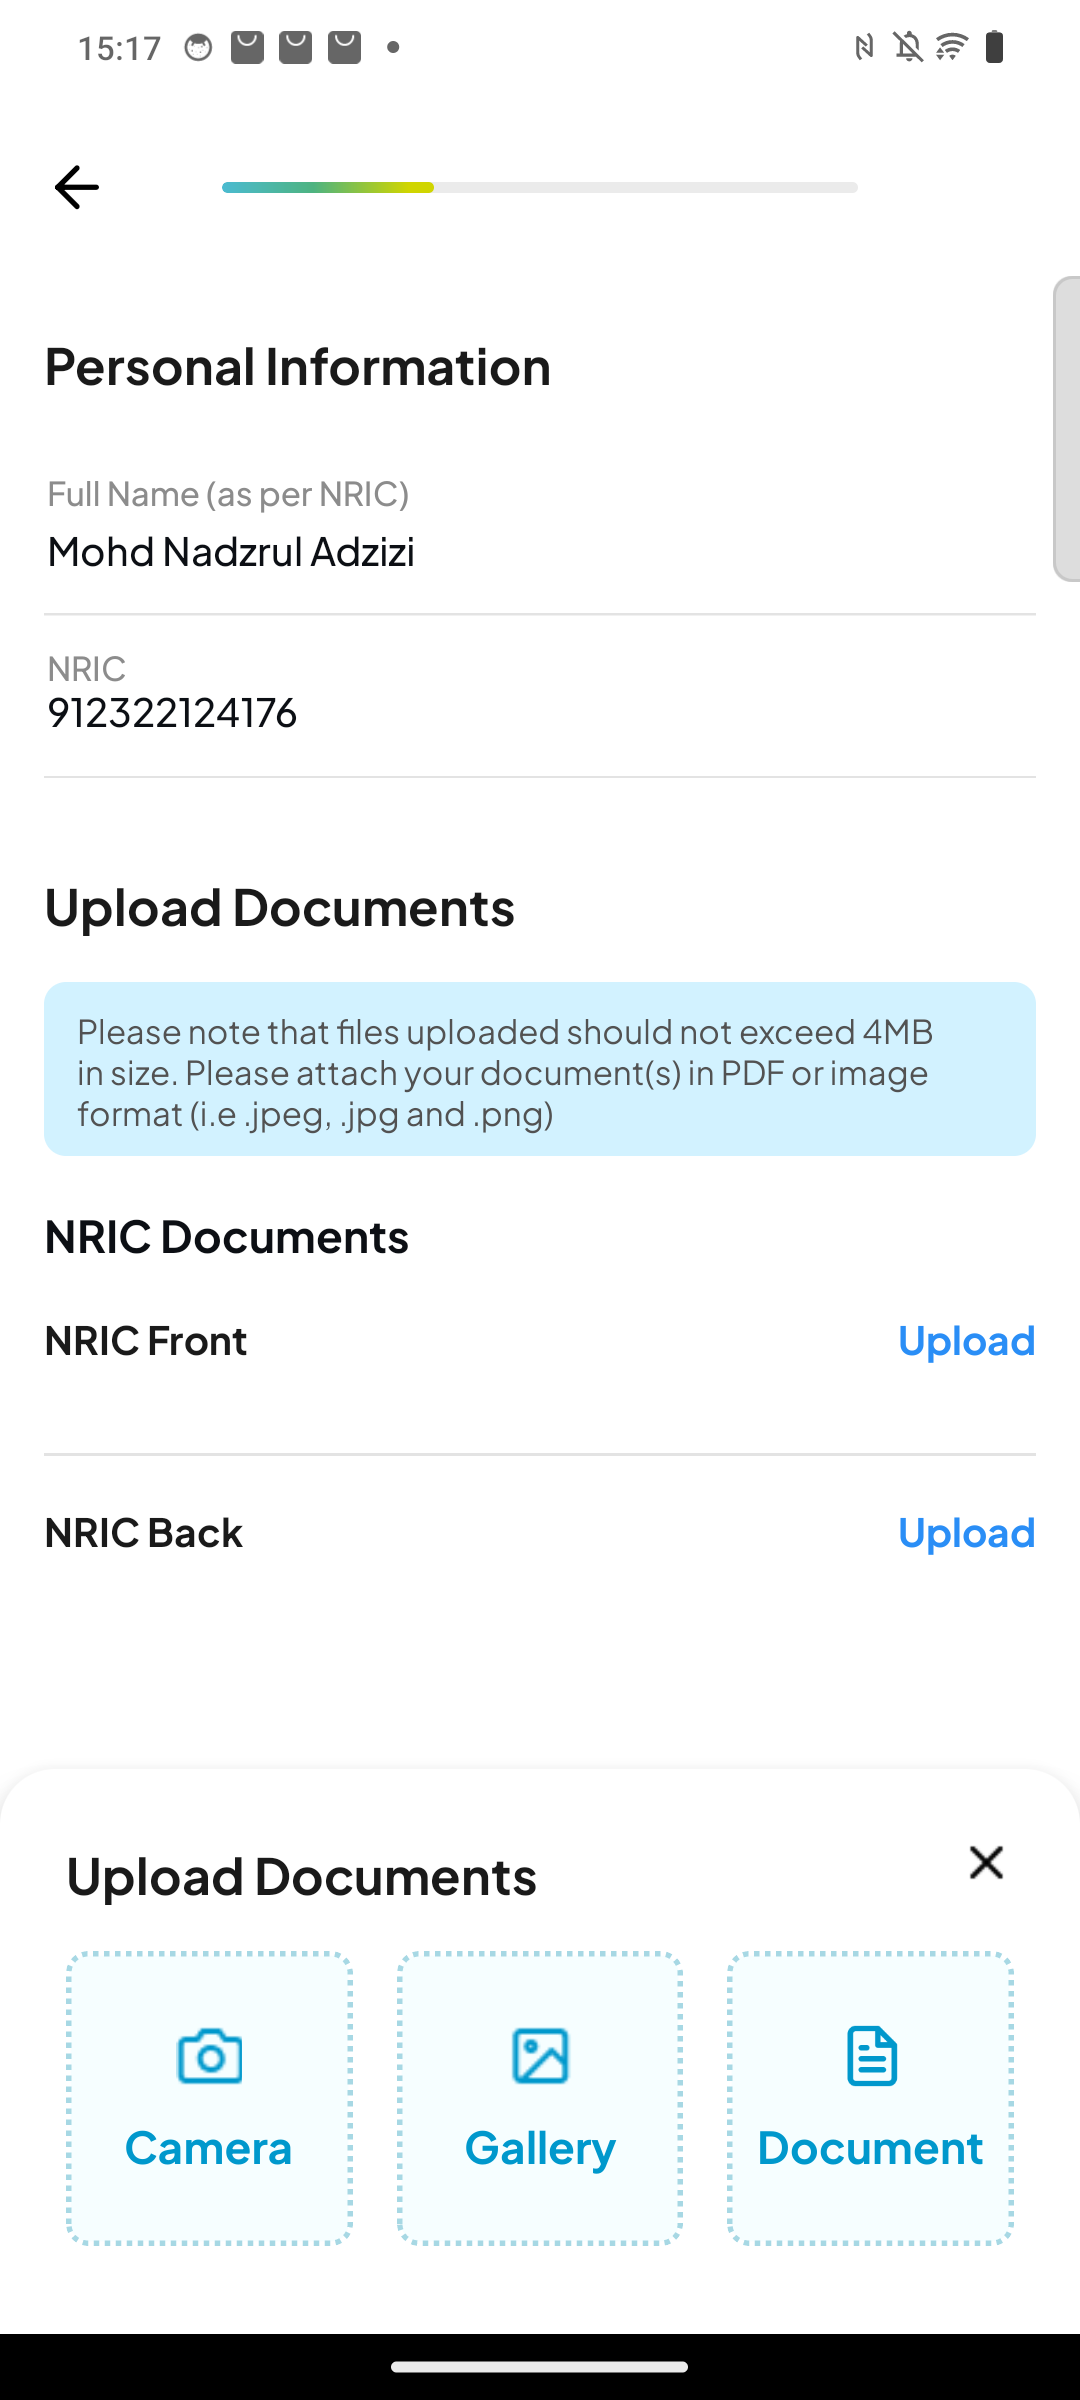 15:17
Personal Information
Full Name (as per NRIC)
Mohd Nadzrul Adzizi
NRIC
912322124176
Upload Documents
Please note that files uploaded should not exceed 4MB
in size. Please attach your document(s) in PDF or image
format (i.e .jpeg, .jpg and .png)
NRIC Documents
NRIC Front
Upload
NRIC Back
Upload
Upload Documents
Camera
Gallery
Document